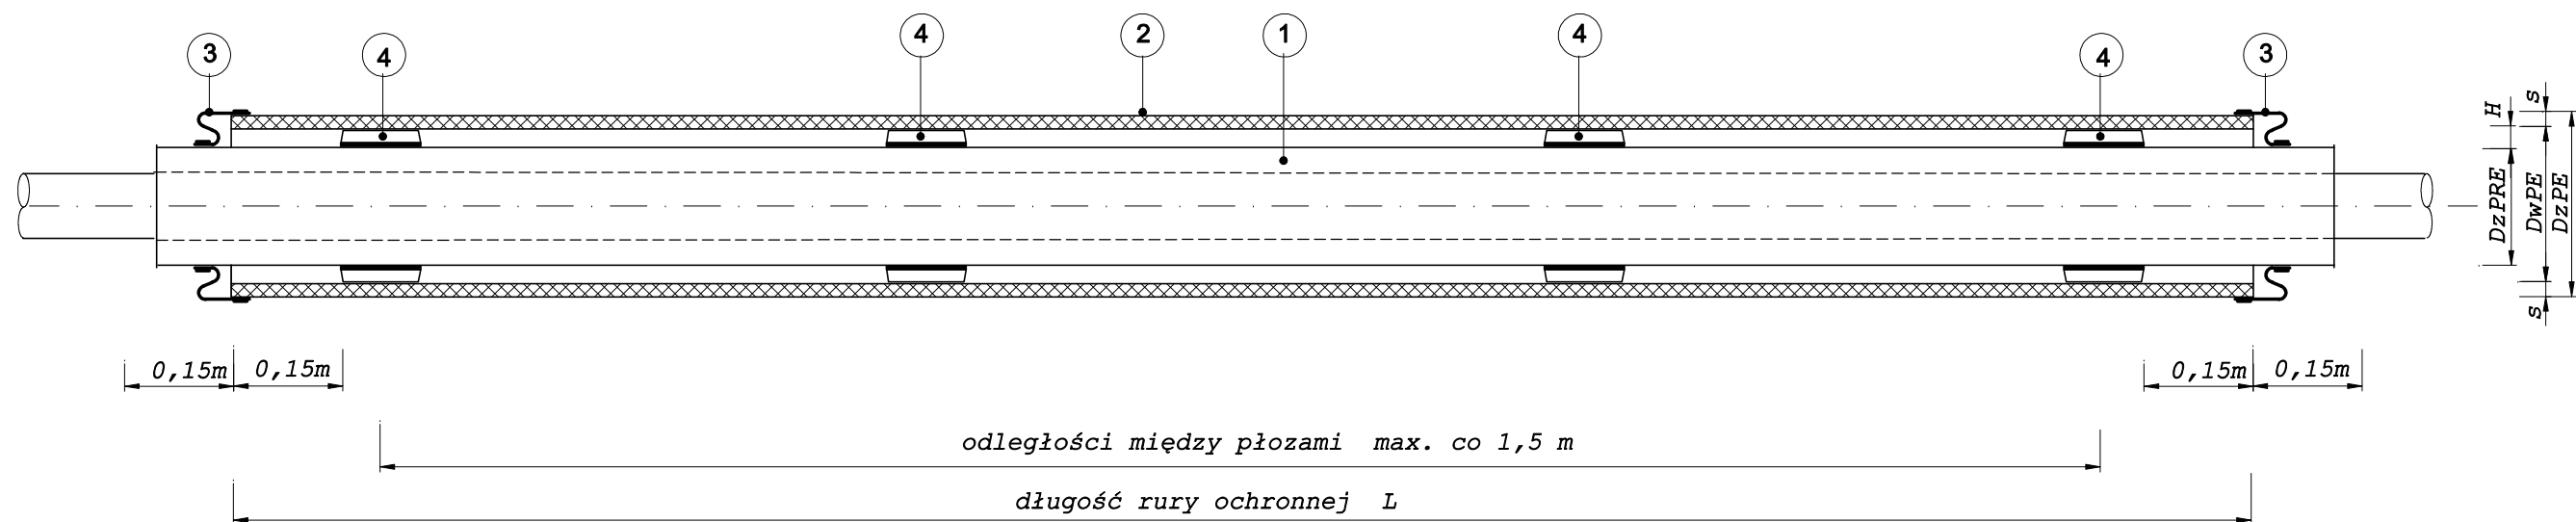 3
4
4
2
1
4
4
3
s
H
DzPRE
DwPE
DzPE
s
0,15m
0,15m
0,15m
0,15m
odległości między płozami max. co 1,5 m
długość rury ochronnej L